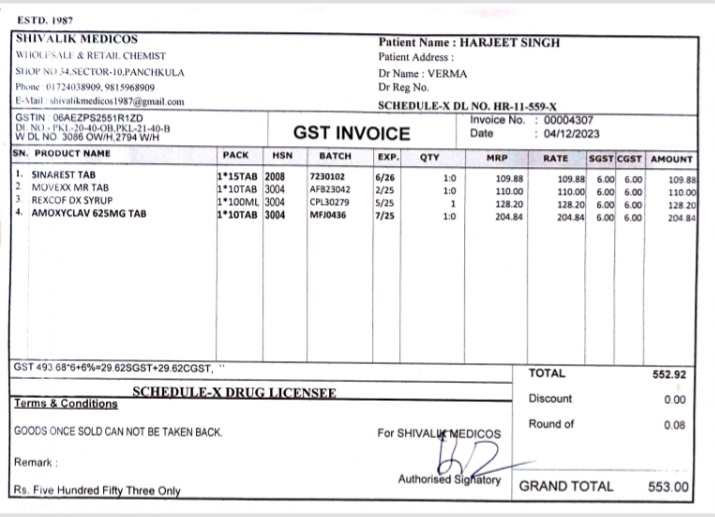 ESTD. 1987
SHIVALIK MEDICOS
WHOLESALE & RETAIL CHEMIST
SHOP NO 34,SECTOR-10,PANCHKULA
Phone : 01724038909, 9815968909
E-Mail : shivalikmedicos1987@gmail.com
Patient Name : HARJEET SINGH
Patient Address :
Dr Name : VERMA
Dr Reg No.
SCHEDULE-X DL NO. HR-11-559-X
GSTIN : 06AEZPS2551R1ZD
DL NO - PKL-20-40-OB,PKL-21-40-B
W DL NO. 3086 OW/H,2794 W/H
GST INVOICE
Invoice No. : 00004307
Date : 04/12/2023
SN. PRODUCT NAME PACK HSN BATCH EXP. QTY MRP RATE SGST CGST AMOUNT
1. SINAREST TAB 1*15TAB 2008 7230102 6/26 1:0 109.88 109.88 6.00 6.00 109.88
2 MOVEXX MR TAB 1*10TAB 3004 AFB23042 2/25 1:0 110.00 110.00 6.00 6.00 110.00
3 REXCOF DX SYRUP 1*100ML 3004 CPL30279 5/25 1 128.20 128.20 6.00 6.00 128.20
4. AMOXYCLAV 625MG TAB 1*10TAB 3004 MFJ0436 7/25 1:0 204.84 204.84 6.00 6.00 204.84
GST 493.68*6+6%=29.62SGST+29.62CGST,
SCHEDULE-X DRUG LICENSEE
Terms & Conditions
GOODS ONCE SOLD CAN NOT BE TAKEN BACK.
Remark :
Rs. Five Hundred Fifty Three Only
For SHIVALIK MEDICOS
Authorised Signatory
TOTAL 552.92
Discount 0.00
Round of 0.08
GRAND TOTAL 553.00